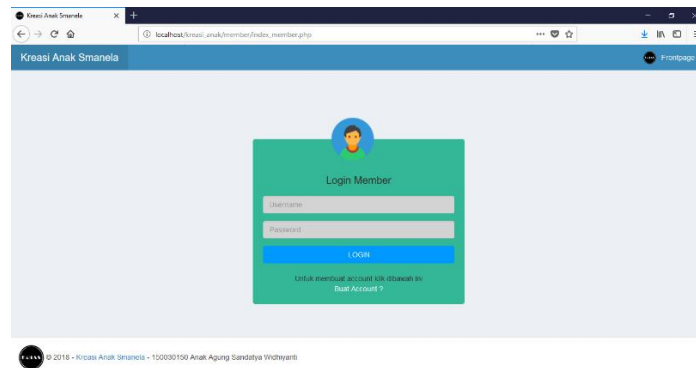 Kreasi Anak Smanela
localhost/kreasi_anak/member/index_member.php
Kreasi Anak Smanela
Frontpage
Login Member
Username
Password
LOGIN
Untuk membuat account klik dibawah ini
Buat Account ?
© 2018 - Kreasi Anak Smanela - 150030150 Anak Agung Sandatya Widhiyanti